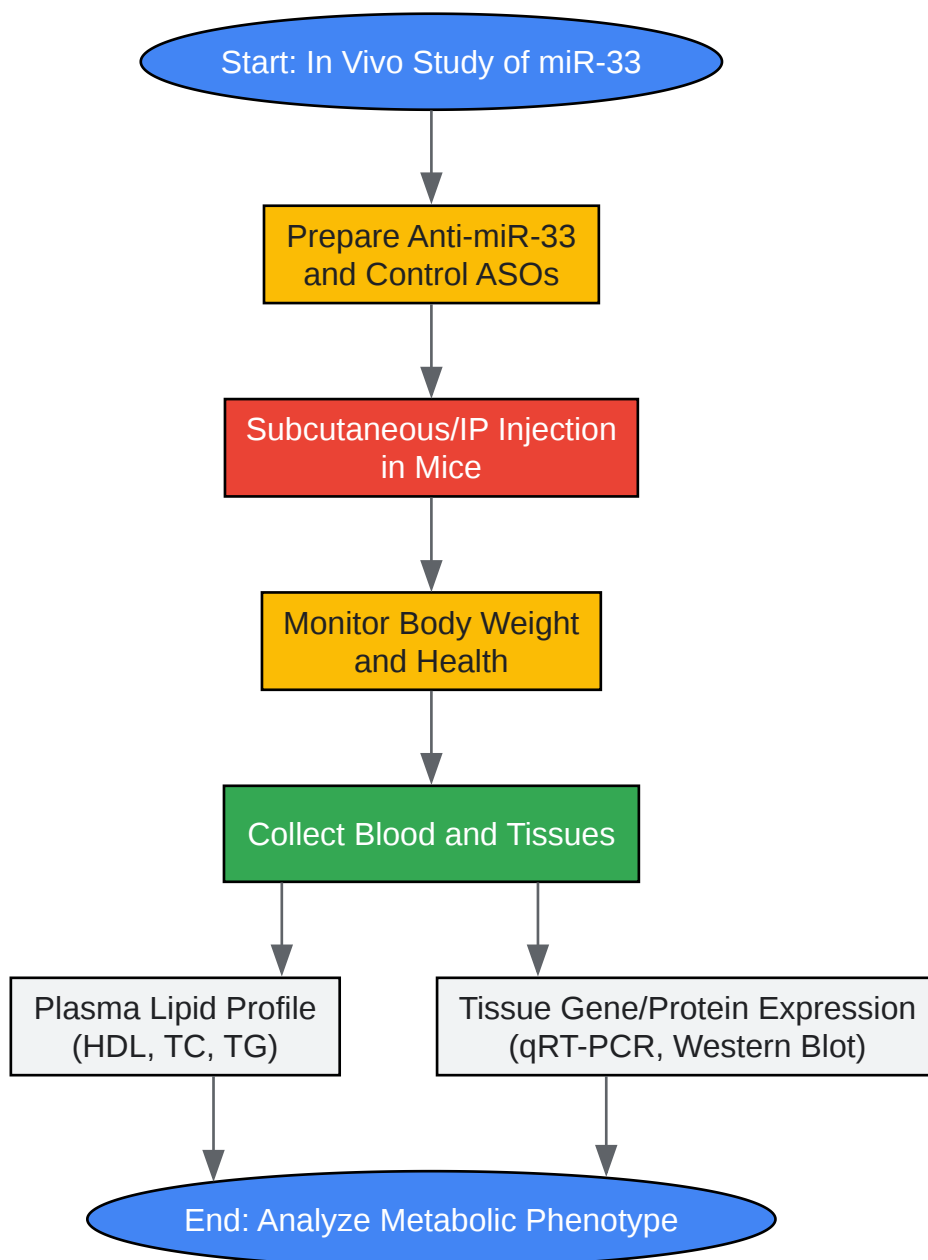 Start: In Vivo Study of miR-33
Prepare Anti-miR-33
and Control ASOs
Subcutaneous/IP Injection
in Mice
Monitor Body Weight
and Health
Collect Blood and Tissues
Plasma Lipid Profile
(HDL, TC, TG)
Tissue Gene/Protein Expression
(qRT-PCR, Western Blot)
End: Analyze Metabolic Phenotype